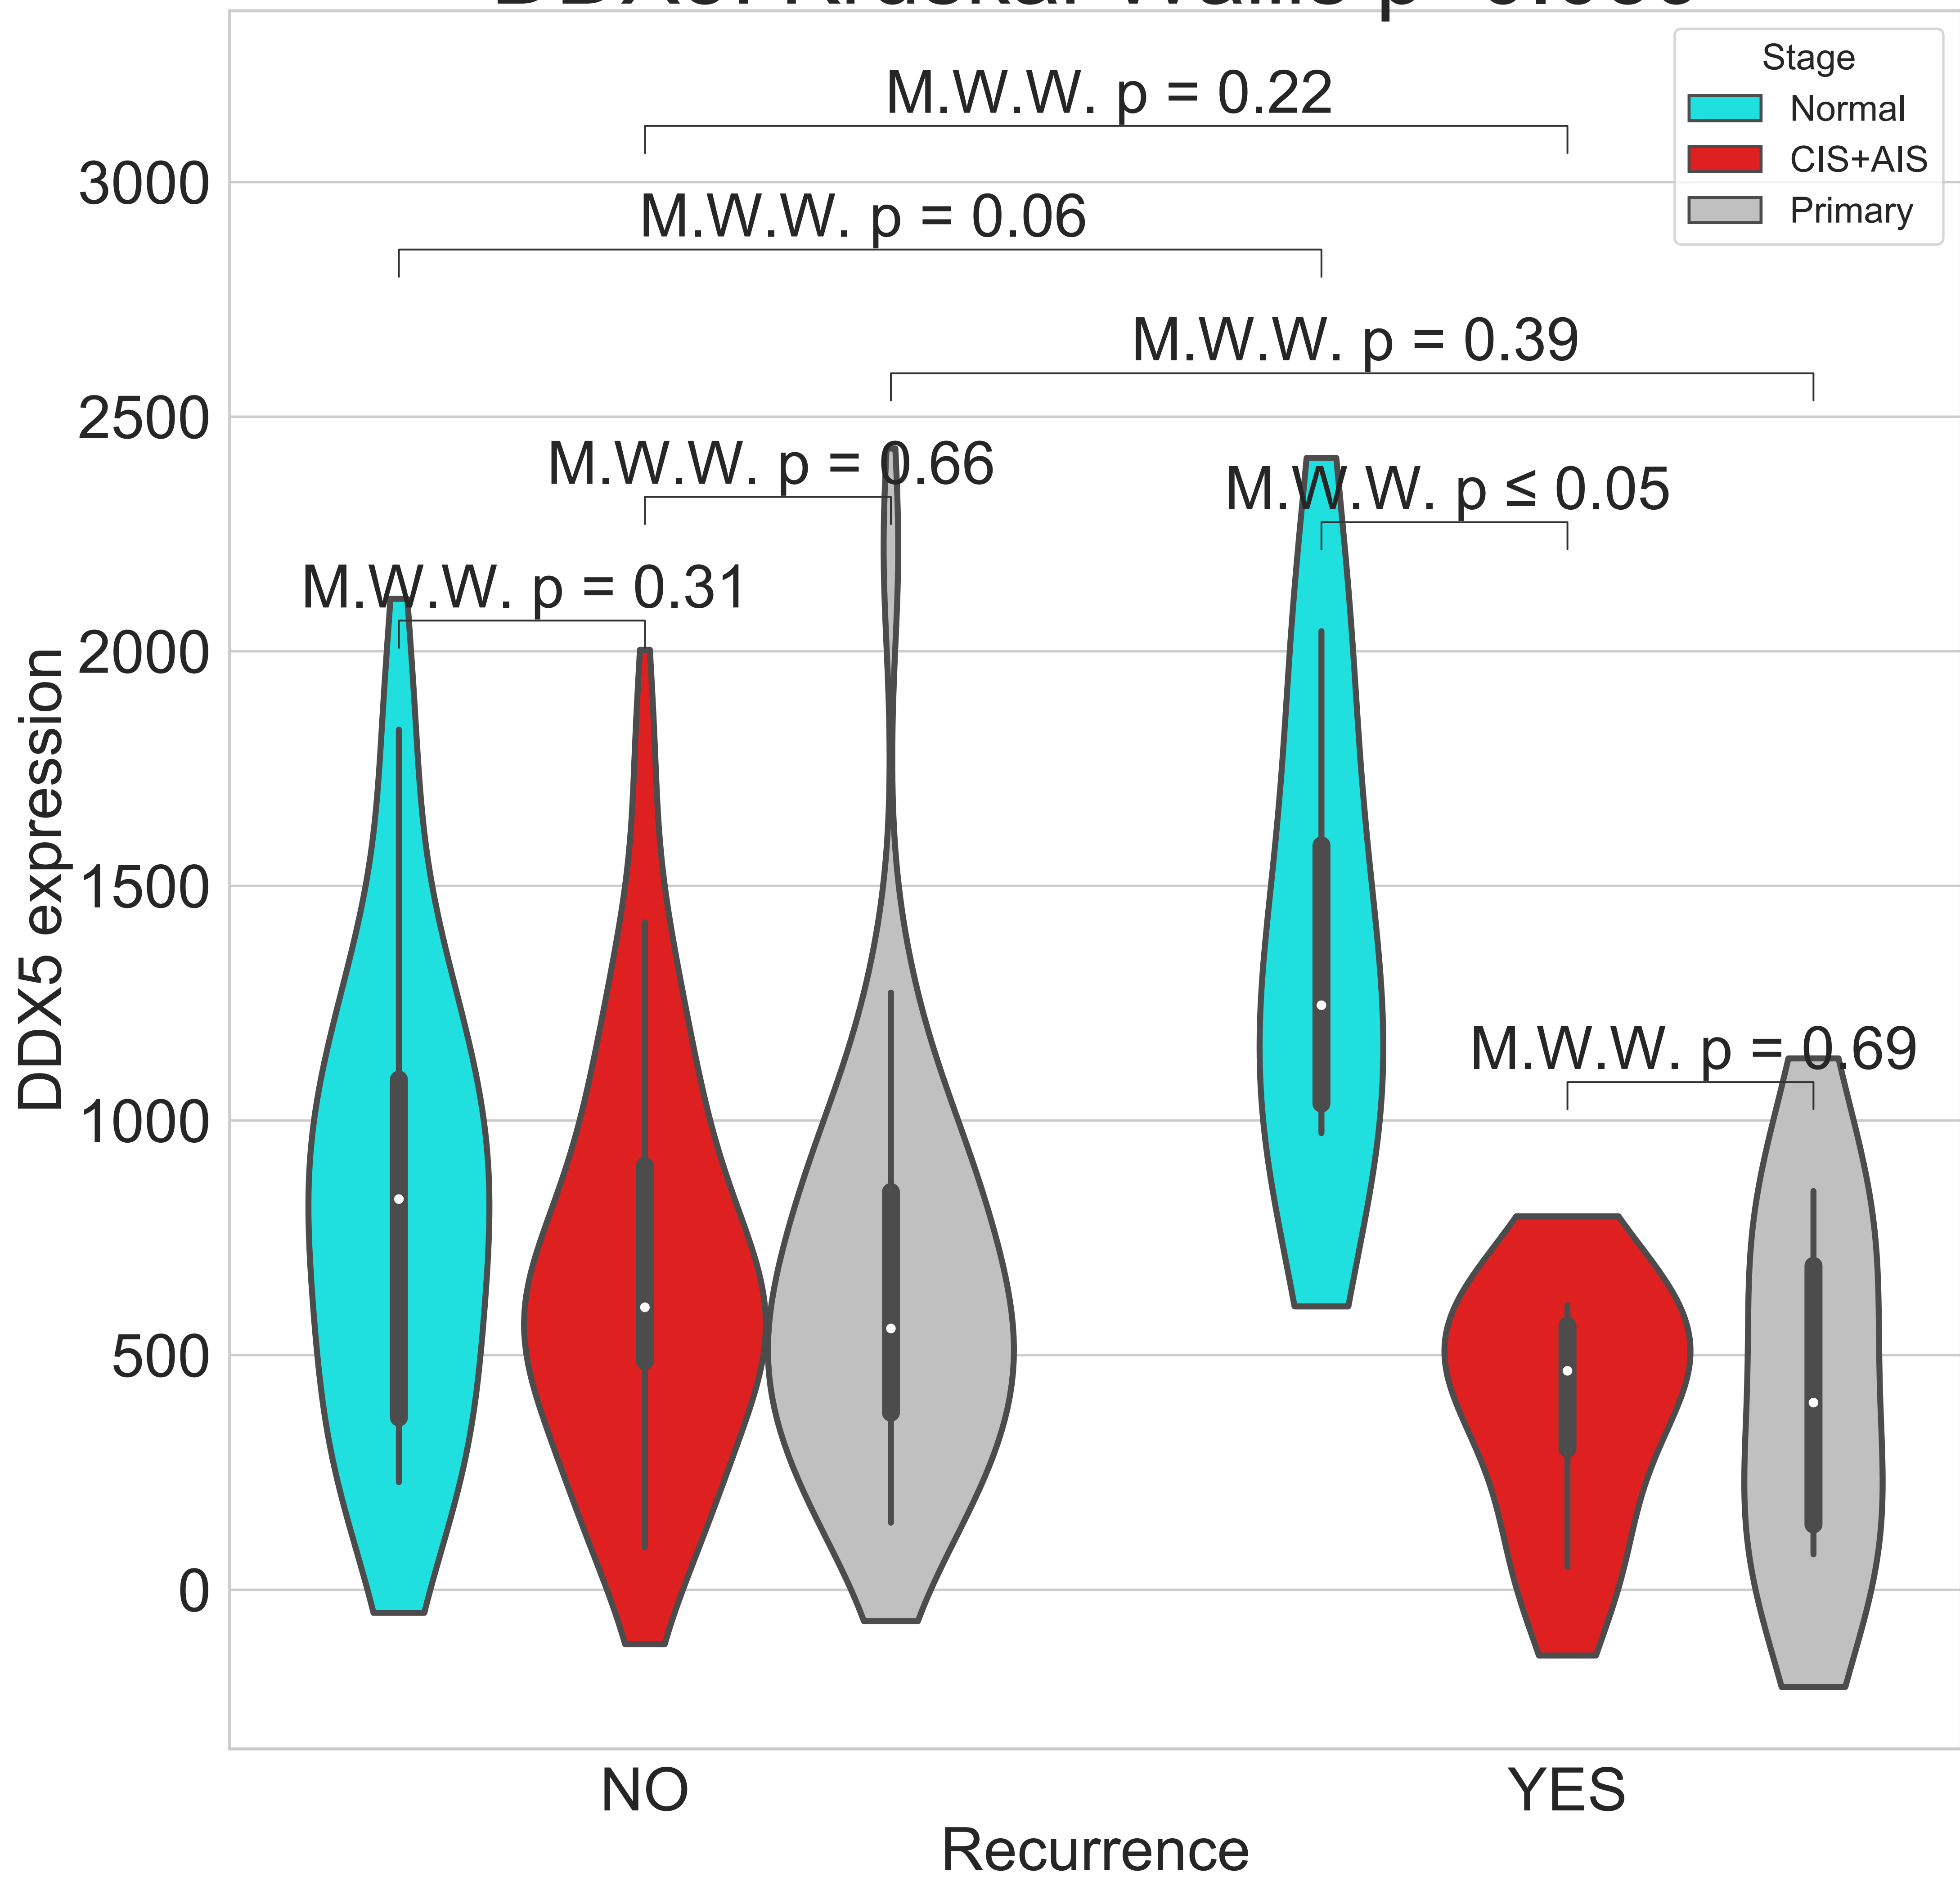 M.W.W. p = 0.22
M.W.W. p = 0.06
M.W.W. p = 0.39
M.W.W. p = 0.66
M.W.W. p ≤ 0.05
M.W.W. p = 0.31
M.W.W. p = 0.69
Stage
Normal
CIS+AIS
Primary
DDX5 expression
3000
2500
2000
1500
1000
500
0
NO
YES
Recurrence